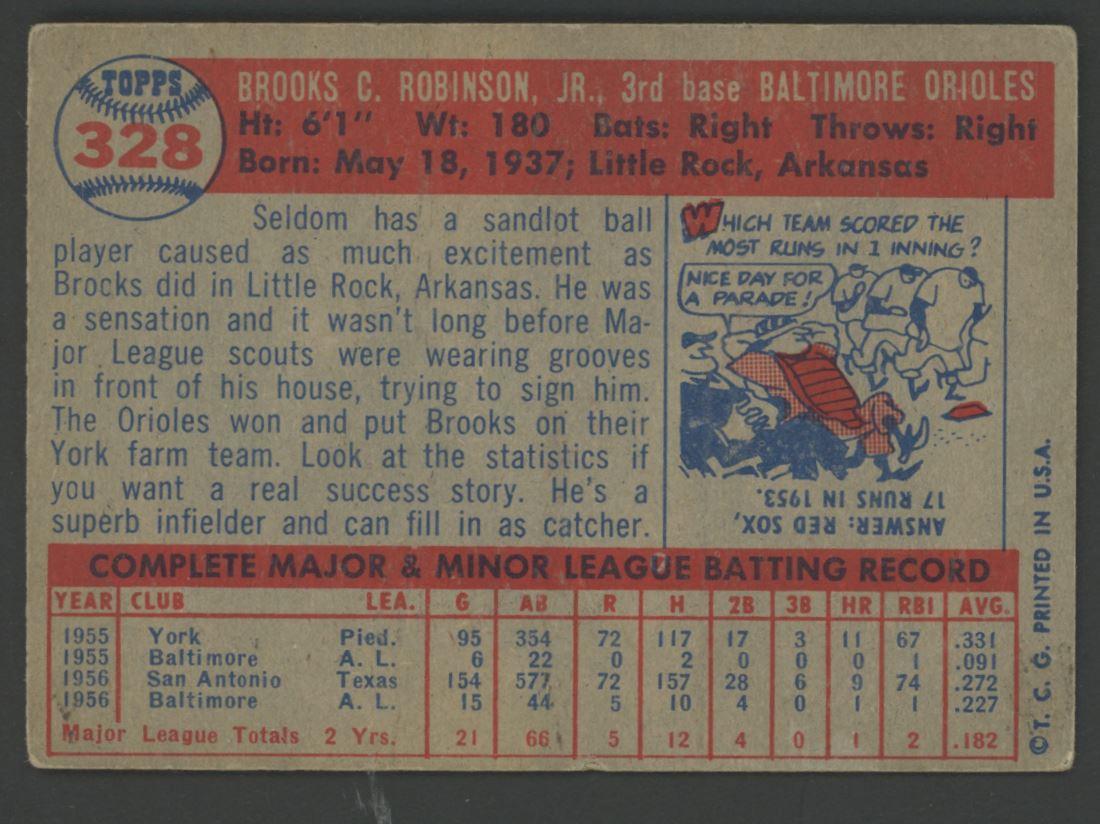 TOPPS
328
BROOKS C. ROBINSON, JR., 3rd base BALTIMORE ORIOLES
Ht: 6'1" Wt: 180 Bats: Right Throws: Right
Born: May 18, 1937; Little Rock, Arkansas
Seldom has a sandlot ball
player caused as much excitement as
Brooks did in Little Rock, Arkansas. He was
a sensation and it wasn't long before Ma-
jor League scouts were wearing grooves
in front of his house, trying to sign him.
The Orioles won and put Brooks on their
York farm team. Look at the statistics if
you want a real success story. He's a
superb infielder and can fill in as catcher.
WHICH TEAM SCORED THE
MOST RUNS IN 1 INNING?
NICE DAY FOR
A PARADE!
ANSWER: RED SOX,
17 RUNS IN 1953.
©T. C. G. PRINTED IN U.S.A.
COMPLETE MAJOR & MINOR LEAGUE BATTING RECORD
YEAR CLUB LEA. G AB R H 2B 3B HR RBI AVG.
1955 York Pied. 95 354 72 117 17 3 11 67 .331
1955 Baltimore A. L. 6 22 0 2 0 0 0 1 .091
1956 San Antonio Texas 154 577 72 157 28 6 9 74 .272
1956 Baltimore A. L. 15 44 5 10 4 0 1 1 .227
Major League Totals 2 Yrs. 21 66 5 12 4 0 1 2 .182